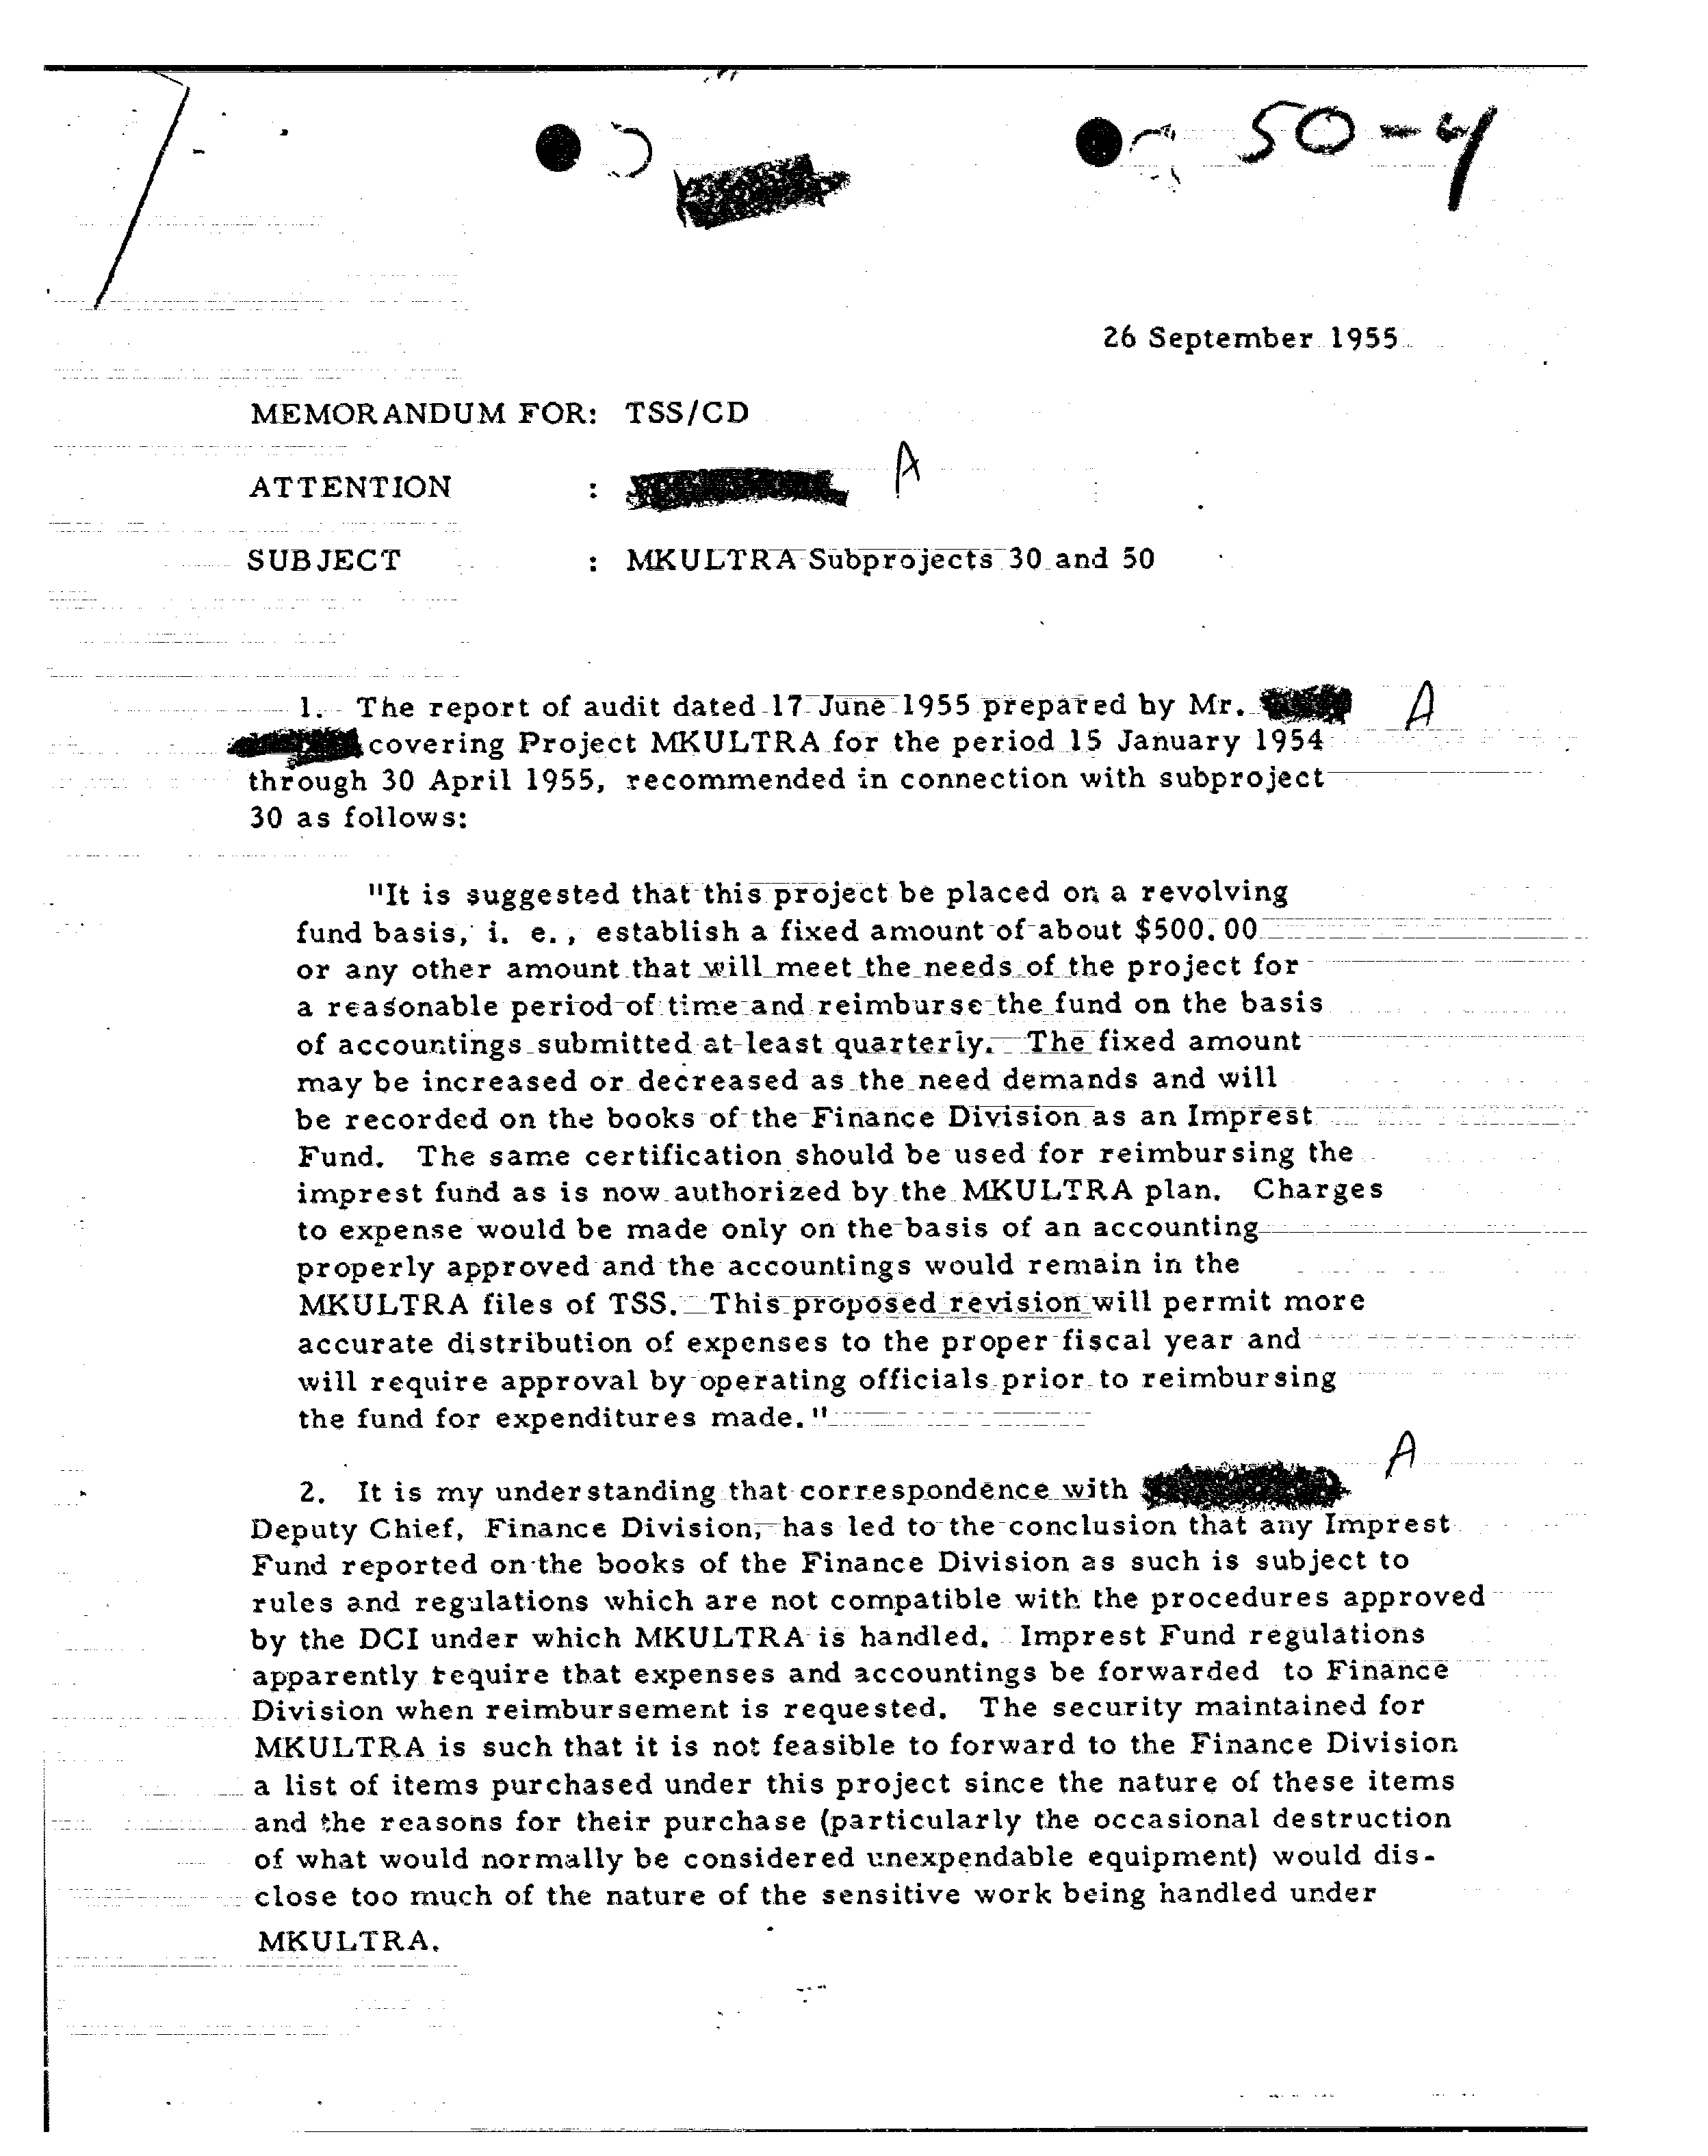 50-4
26 September 1955
MEMORANDUM FOR: TSS/CD
ATTENTION : A
SUBJECT : MKULTRA Subprojects 30 and 50
1. The report of audit dated 17 June 1955 prepared by Mr. A
covering Project MKULTRA for the period 15 January 1954
through 30 April 1955, recommended in connection with subproject
30 as follows:
"It is suggested that this project be placed on a revolving
fund basis, i. e., establish a fixed amount of about $500.00
or any other amount that will meet the needs of the project for
a reasonable period of time and reimburse the fund on the basis
of accountings submitted at least quarterly. The fixed amount
may be increased or decreased as the need demands and will
be recorded on the books of the Finance Division as an Imprest
Fund. The same certification should be used for reimbursing the
imprest fund as is now authorized by the MKULTRA plan. Charges
to expense would be made only on the basis of an accounting
properly approved and the accountings would remain in the
MKULTRA files of TSS. This proposed revision will permit more
accurate distribution of expenses to the proper fiscal year and
will require approval by operating officials prior to reimbursing
the fund for expenditures made."
2. It is my understanding that correspondence with A
Deputy Chief, Finance Division, has led to the conclusion that any Imprest
Fund reported on the books of the Finance Division as such is subject to
rules and regulations which are not compatible with the procedures approved
by the DCI under which MKULTRA is handled. Imprest Fund regulations
apparently require that expenses and accountings be forwarded to Finance
Division when reimbursement is requested. The security maintained for
MKULTRA is such that it is not feasible to forward to the Finance Division
a list of items purchased under this project since the nature of these items
and the reasons for their purchase (particularly the occasional destruction
of what would normally be considered unexpendable equipment) would dis-
close too much of the nature of the sensitive work being handled under
MKULTRA.